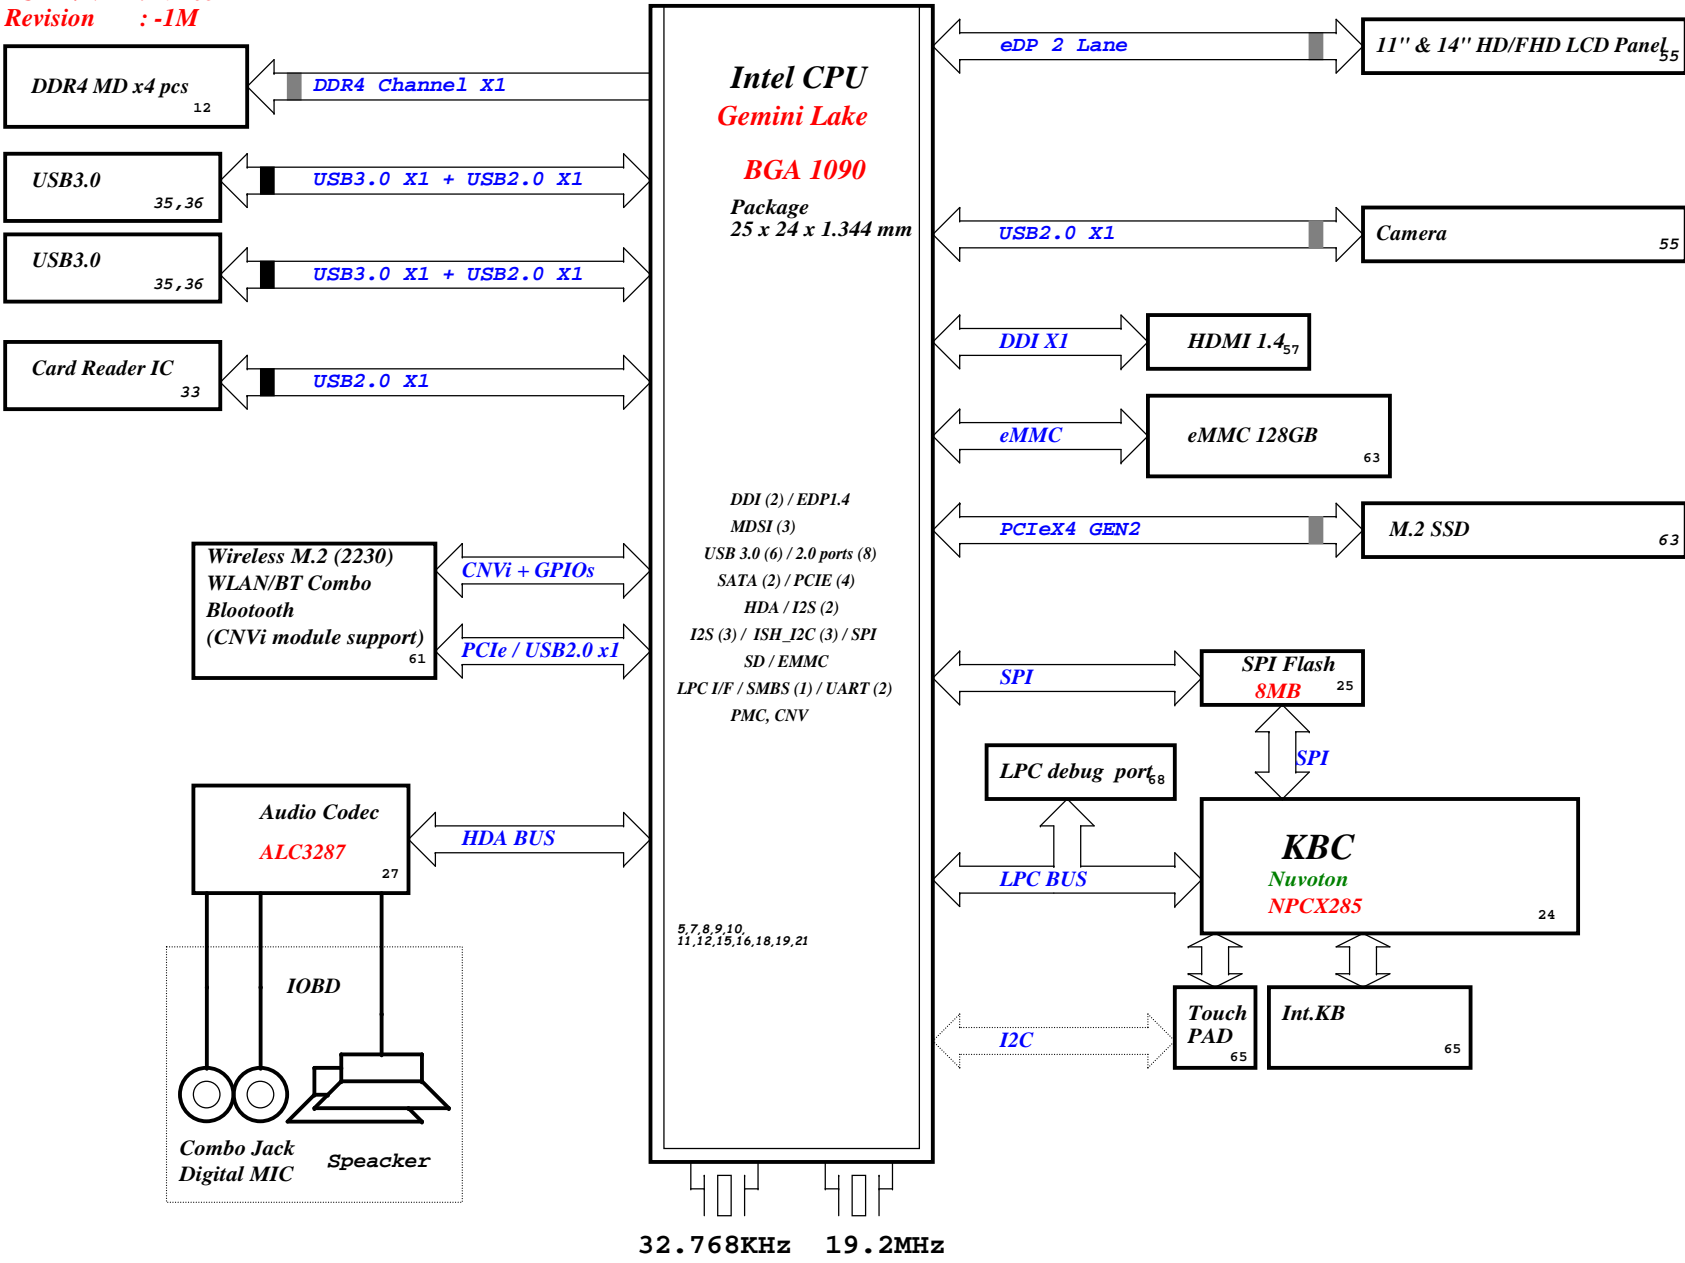 Revision : -1M
DDR4 MD x4 pcs
12
DDR4 Channel X1
USB3.0
35,36
USB3.0 X1 + USB2.0 X1
USB3.0
35,36
USB3.0 X1 + USB2.0 X1
Card Reader IC
33
USB2.0 X1
Wireless M.2 (2230)
WLAN/BT Combo
Blootooth
(CNVi module support)
61
CNVi + GPIOs
PCIe / USB2.0 x1
Audio Codec
ALC3287
27
HDA BUS
IOBD
Combo Jack
Digital MIC
Speacker
Intel CPU
Gemini Lake
BGA 1090
Package
25 x 24 x 1.344 mm
DDI (2) / EDP1.4
MDSI (3)
USB 3.0 (6) / 2.0 ports (8)
SATA (2) / PCIE (4)
HDA / I2S (2)
I2S (3) / ISH_I2C (3) / SPI
SD / EMMC
LPC I/F / SMBS (1) / UART (2)
PMC, CNV
5,7,8,9,10,
11,12,15,16,18,19,21
32.768KHz 19.2MHz
eDP 2 Lane
11" & 14" HD/FHD LCD Panel
55
USB2.0 X1
Camera
55
DDI X1
HDMI 1.4
57
eMMC
eMMC 128GB
63
PCIeX4 GEN2
M.2 SSD
63
SPI
SPI Flash
8MB
25
SPI
LPC debug port
68
LPC BUS
KBC
Nuvoton
NPCX285
24
I2C
Touch
PAD
65
Int.KB
65